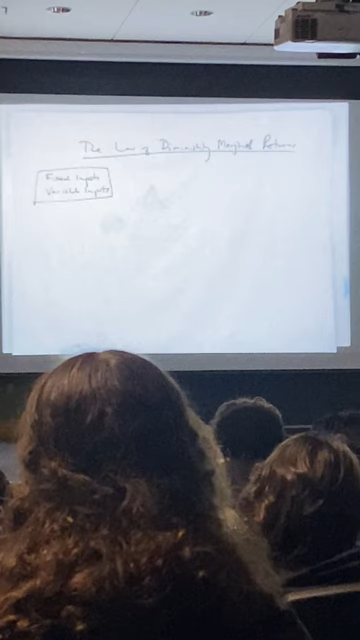 The Law of Diminishing Marginal Returns
Fixed Inputs
Variable Inputs